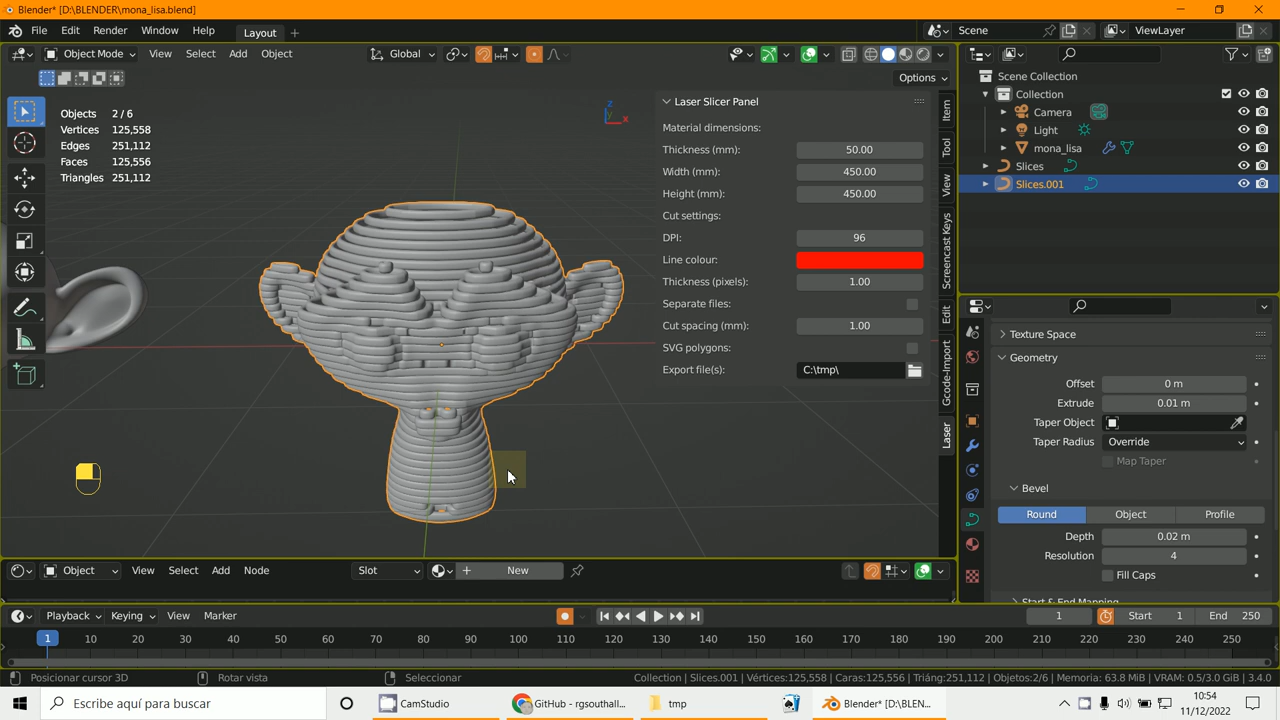 Blender* [D:\BLENDER\mona_lisa.blend]
File Edit Render Window Help Layout + Scene ViewLayer
Object Mode View Select Add Object Global
Options
Objects 2 / 6
Vertices 125,558
Edges 251,112
Faces 125,556
Triangles 251,112
Z
Y
X
Laser Slicer Panel
Material dimensions:
Thickness (mm): 50.00
Width (mm): 450.00
Height (mm): 450.00
Cut settings:
DPI: 96
Line colour:
Thickness (pixels): 1.00
Separate files:
Cut spacing (mm): 1.00
SVG polygons:
Export file(s): C:\tmp\
Item
Tool
View
Screencast Keys
Edit
Gcode-Import
Laser
Scene Collection
Collection
Camera
Light
mona_lisa
Slices
Slices.001
Texture Space
Geometry
Offset 0 m
Extrude 0.01 m
Taper Object
Taper Radius Override
Map Taper
Bevel
Round Object Profile
Depth 0.02 m
Resolution 4
Fill Caps
Start & End Mapping
Object View Select Add Node Slot + New
Playback Keying View Marker 1 Start 1 End 250
1 10 20 30 40 50 60 70 80 90 100 110 120 130 140 150 160 170 180 190 200 210 220 230 240 250
Posicionar cursor 3D Rotar vista Seleccionar Collection | Slices.001 | Vértices:125,558 | Caras:125,556 | Triáng:251,112 | Objetos:2/6 | Memoria: 63.8 MiB | VRAM: 0.5/3.0 GiB | 3.4.0
Escribe aquí para buscar CamStudio GitHub - rgsouthall... tmp Blender* [D:\BLEN... 10:54
11/12/2022